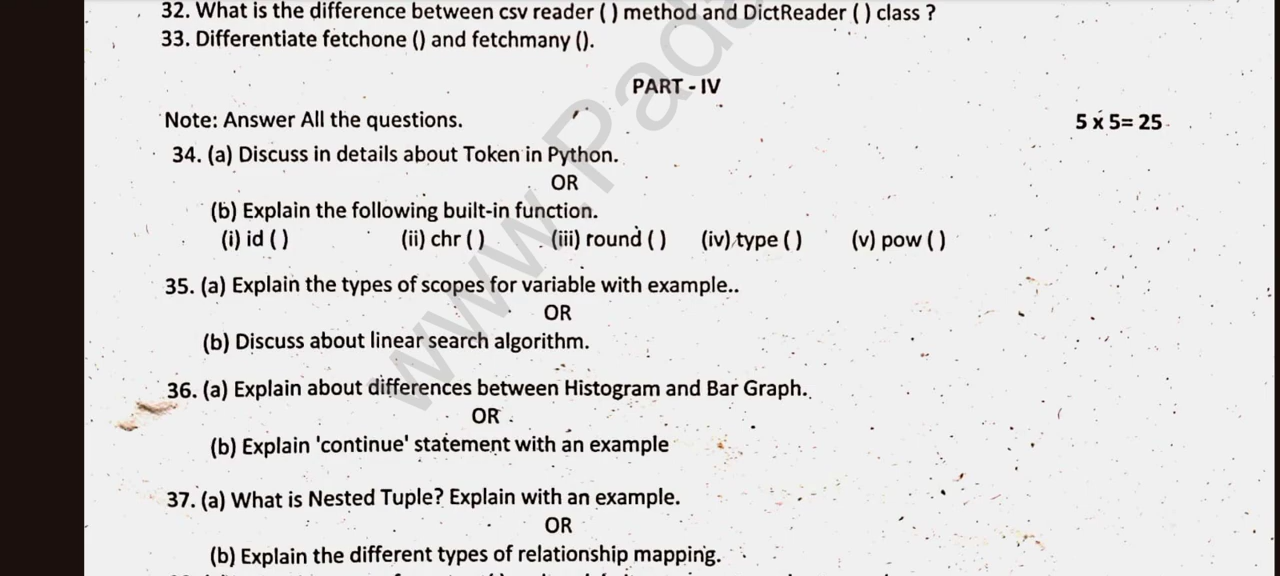 32. What is the difference between csv reader ( ) method and DictReader ( ) class ?
33. Differentiate fetchone () and fetchmany ().
PART - IV
Note: Answer All the questions.
5 x 5= 25
34. (a) Discuss in details about Token in Python.
OR
(b) Explain the following built-in function.
(i) id ( ) (ii) chr ( ) (iii) round ( ) (iv) type ( ) (v) pow ( )
35. (a) Explain the types of scopes for variable with example..
OR
(b) Discuss about linear search algorithm.
36. (a) Explain about differences between Histogram and Bar Graph.
OR
(b) Explain 'continue' statement with an example
37. (a) What is Nested Tuple? Explain with an example.
OR
(b) Explain the different types of relationship mapping.